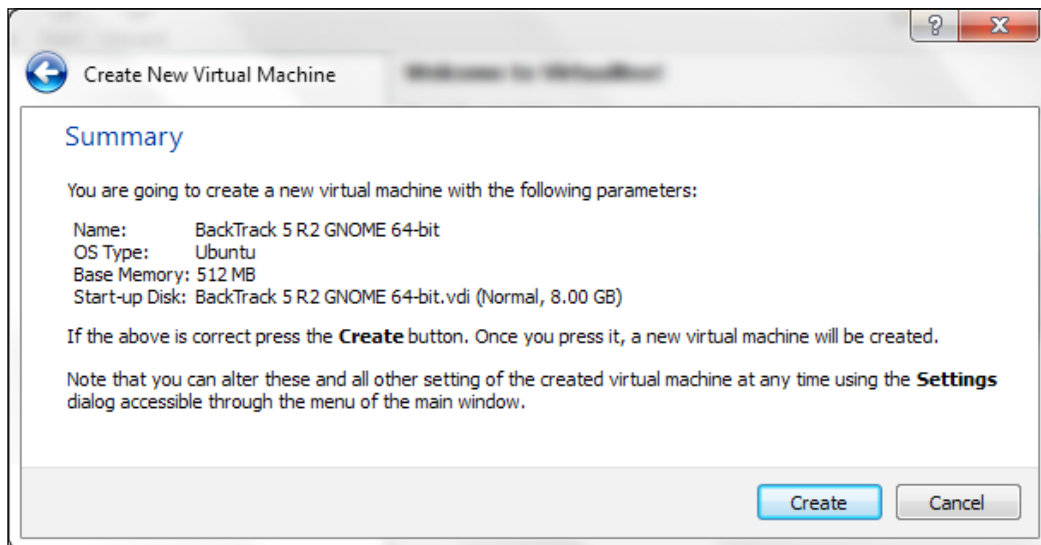 Create New Virtual Machine
Welcome to VirtualBox!
Summary
You are going to create a new virtual machine with the following parameters:
Name: BackTrack 5 R2 GNOME 64-bit
OS Type: Ubuntu
Base Memory: 512 MB
Start-up Disk: BackTrack 5 R2 GNOME 64-bit.vdi (Normal, 8.00 GB)
If the above is correct press the Create button. Once you press it, a new virtual machine will be created.
Note that you can alter these and all other setting of the created virtual machine at any time using the Settings
dialog accessible through the menu of the main window.
Create Cancel